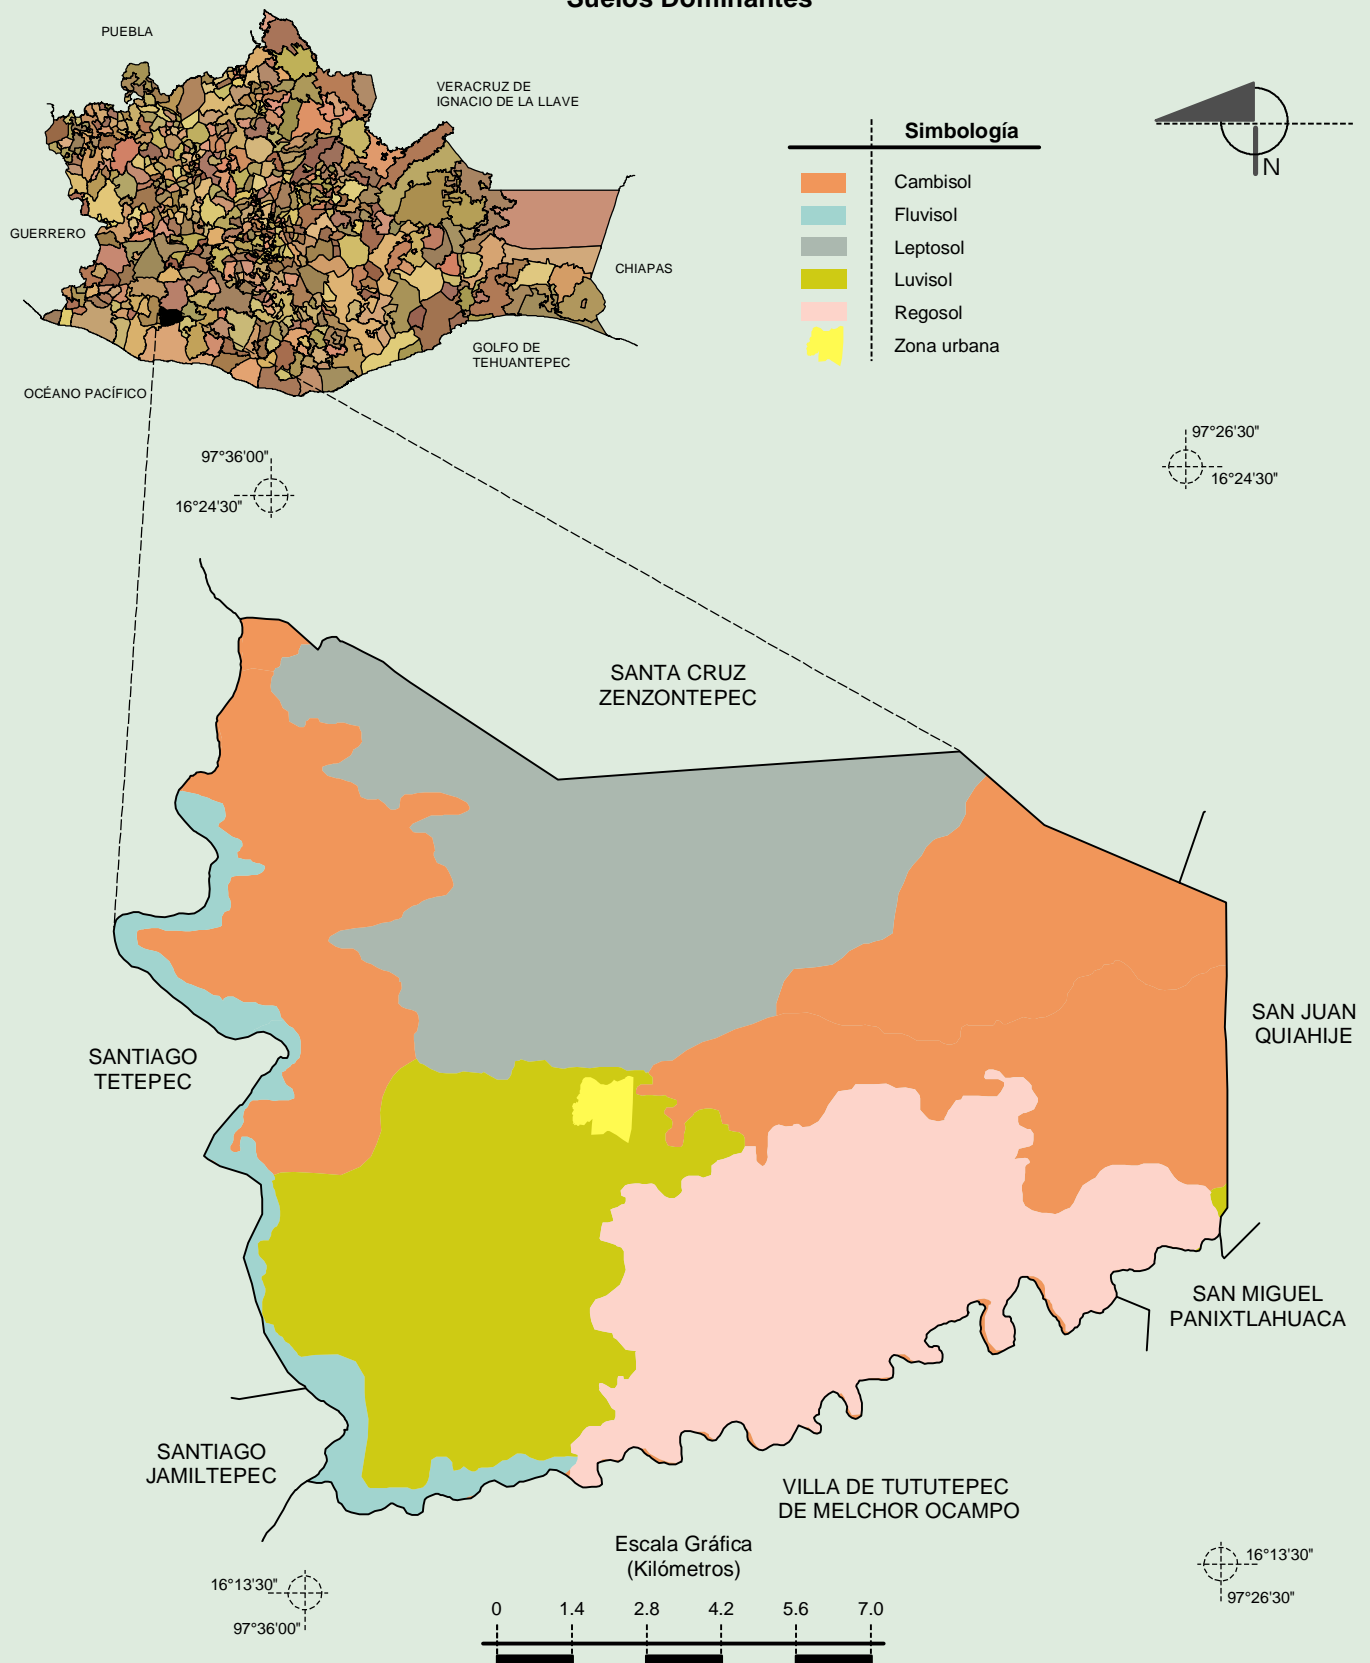 Suelos Dominantes
PUEBLA
VERACRUZ DE
IGNACIO DE LA LLAVE
GUERRERO
CHIAPAS
GOLFO DE
TEHUANTEPEC
OCÉANO PACÍFICO
N
Simbología
Cambisol
Fluvisol
Leptosol
Luvisol
Regosol
Zona urbana
97°36'00"
16°24'30"
97°26'30"
16°24'30"
SANTA CRUZ
ZENZONTEPEC
SAN JUAN
QUIAHIJE
SANTIAGO
TETEPEC
SAN MIGUEL
PANIXTLAHUACA
SANTIAGO
JAMILTEPEC
VILLA DE TUTUTEPEC
DE MELCHOR OCAMPO
16°13'30"
97°36'00"
16°13'30"
97°26'30"
Escala Gráfica
(Kilómetros)
0 1.4 2.8 4.2 5.6 7.0